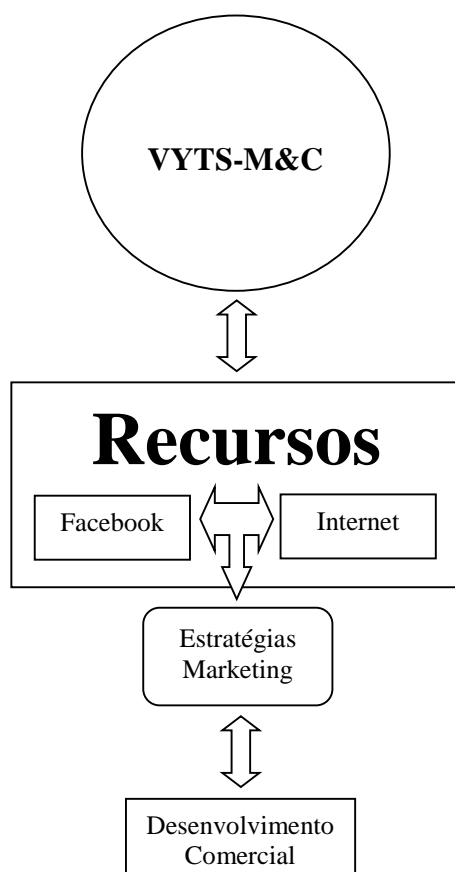 VYTS-M&C
Recursos
Facebook
Internet
Estratégias
Marketing
Desenvolvimento
Comercial